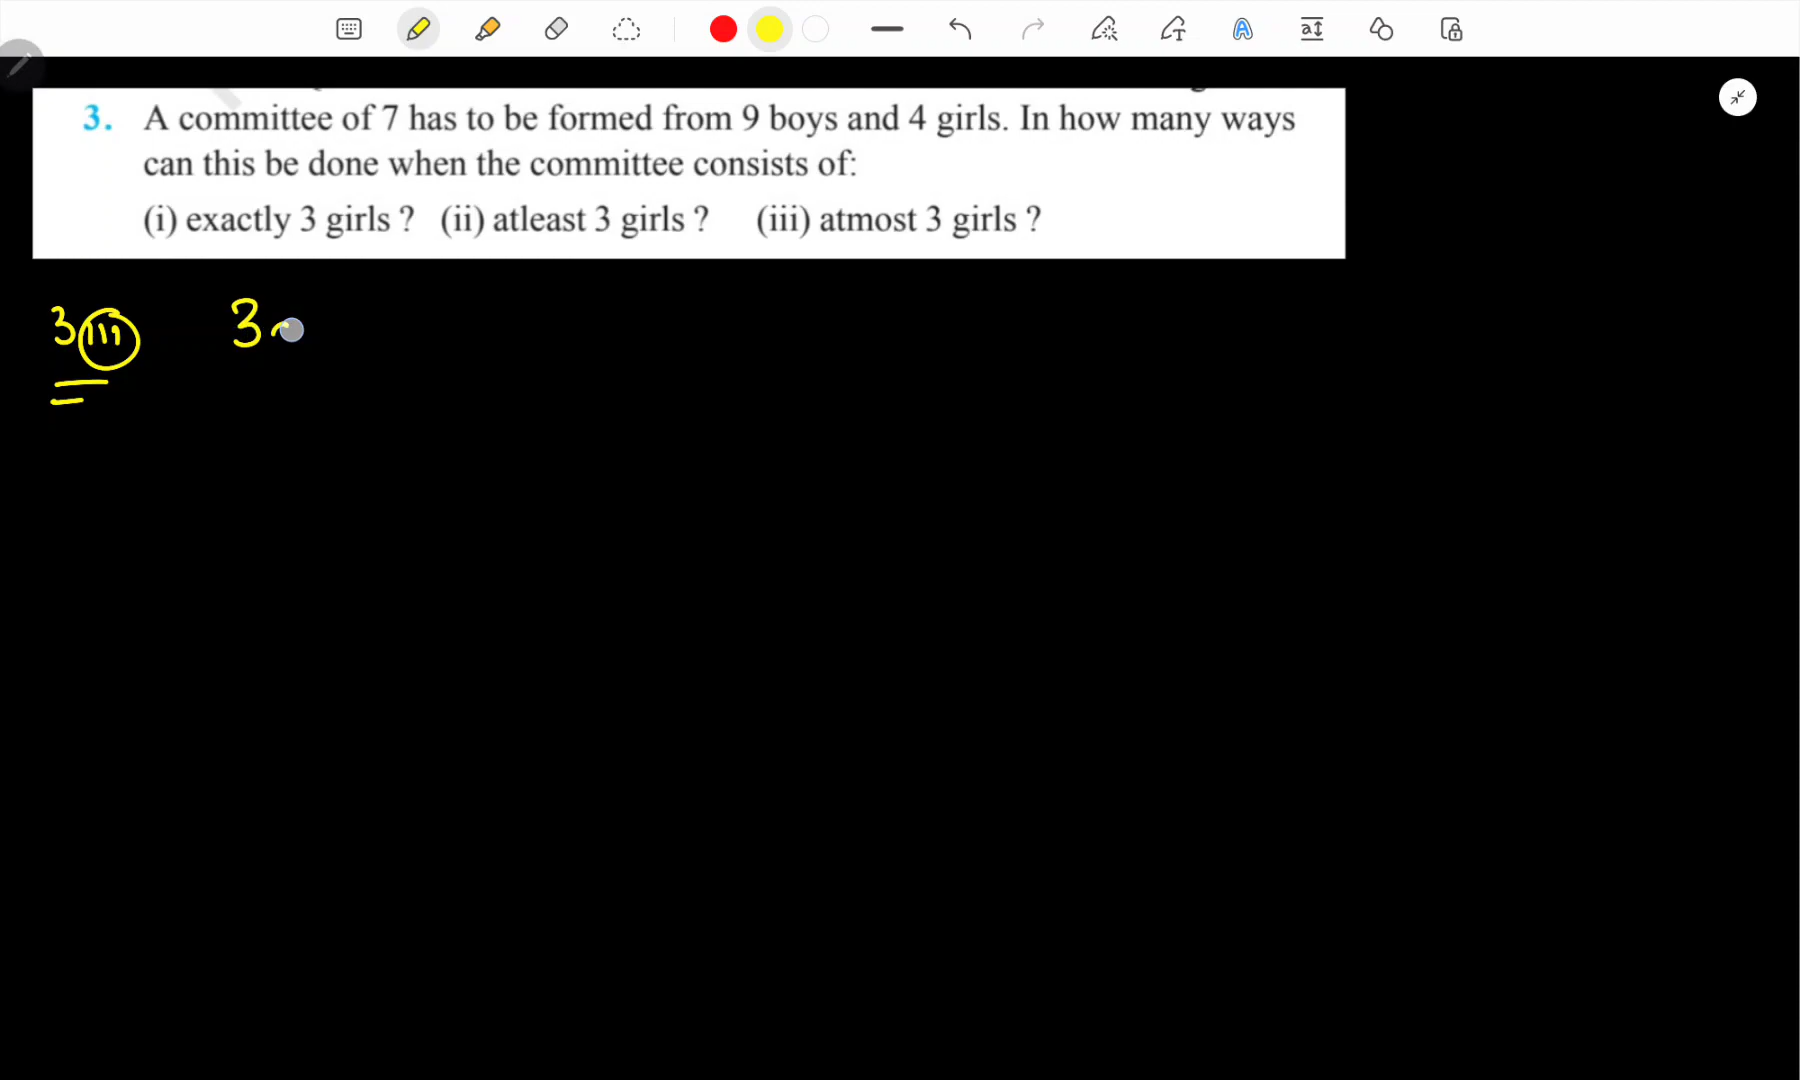 3. A committee of 7 has to be formed from 9 boys and 4 girls. In how many ways
can this be done when the committee consists of:
(i) exactly 3 girls ? (ii) atleast 3 girls ? (iii) atmost 3 girls ?
3 iii 3